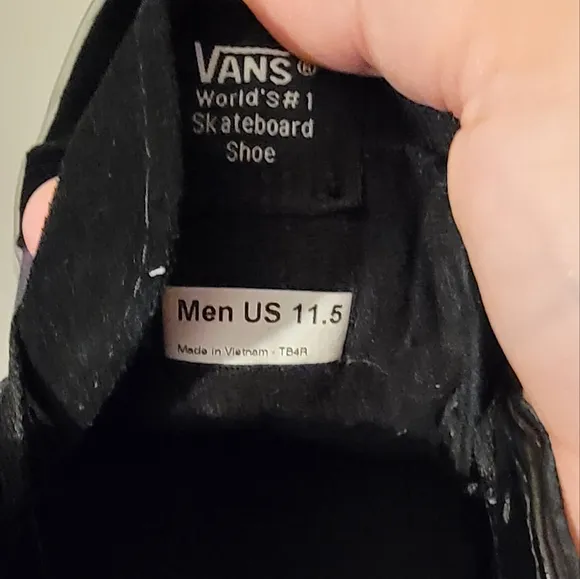 VANS®
World's#1
Skateboard
Shoe
Men US 11.5
Made in Vietnam - TB4R